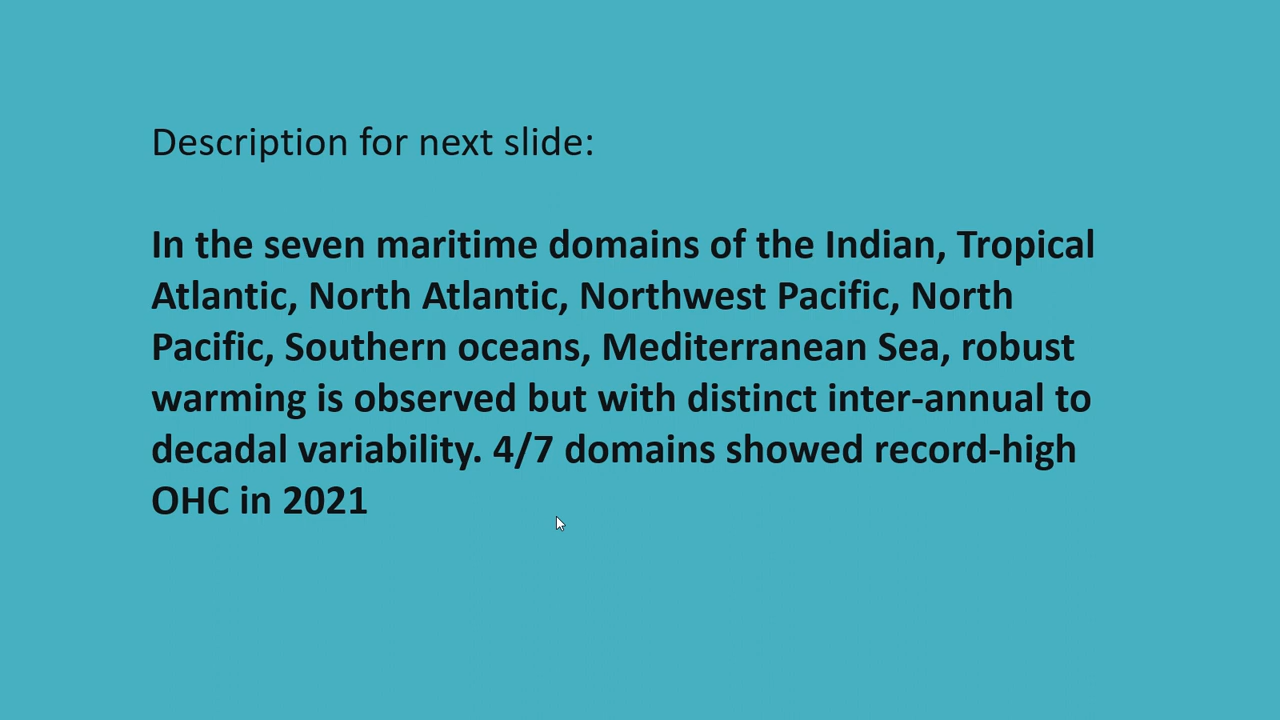 Description for next slide:
In the seven maritime domains of the Indian, Tropical
Atlantic, North Atlantic, Northwest Pacific, North
Pacific, Southern oceans, Mediterranean Sea, robust
warming is observed but with distinct inter-annual to
decadal variability. 4/7 domains showed record-high
OHC in 2021